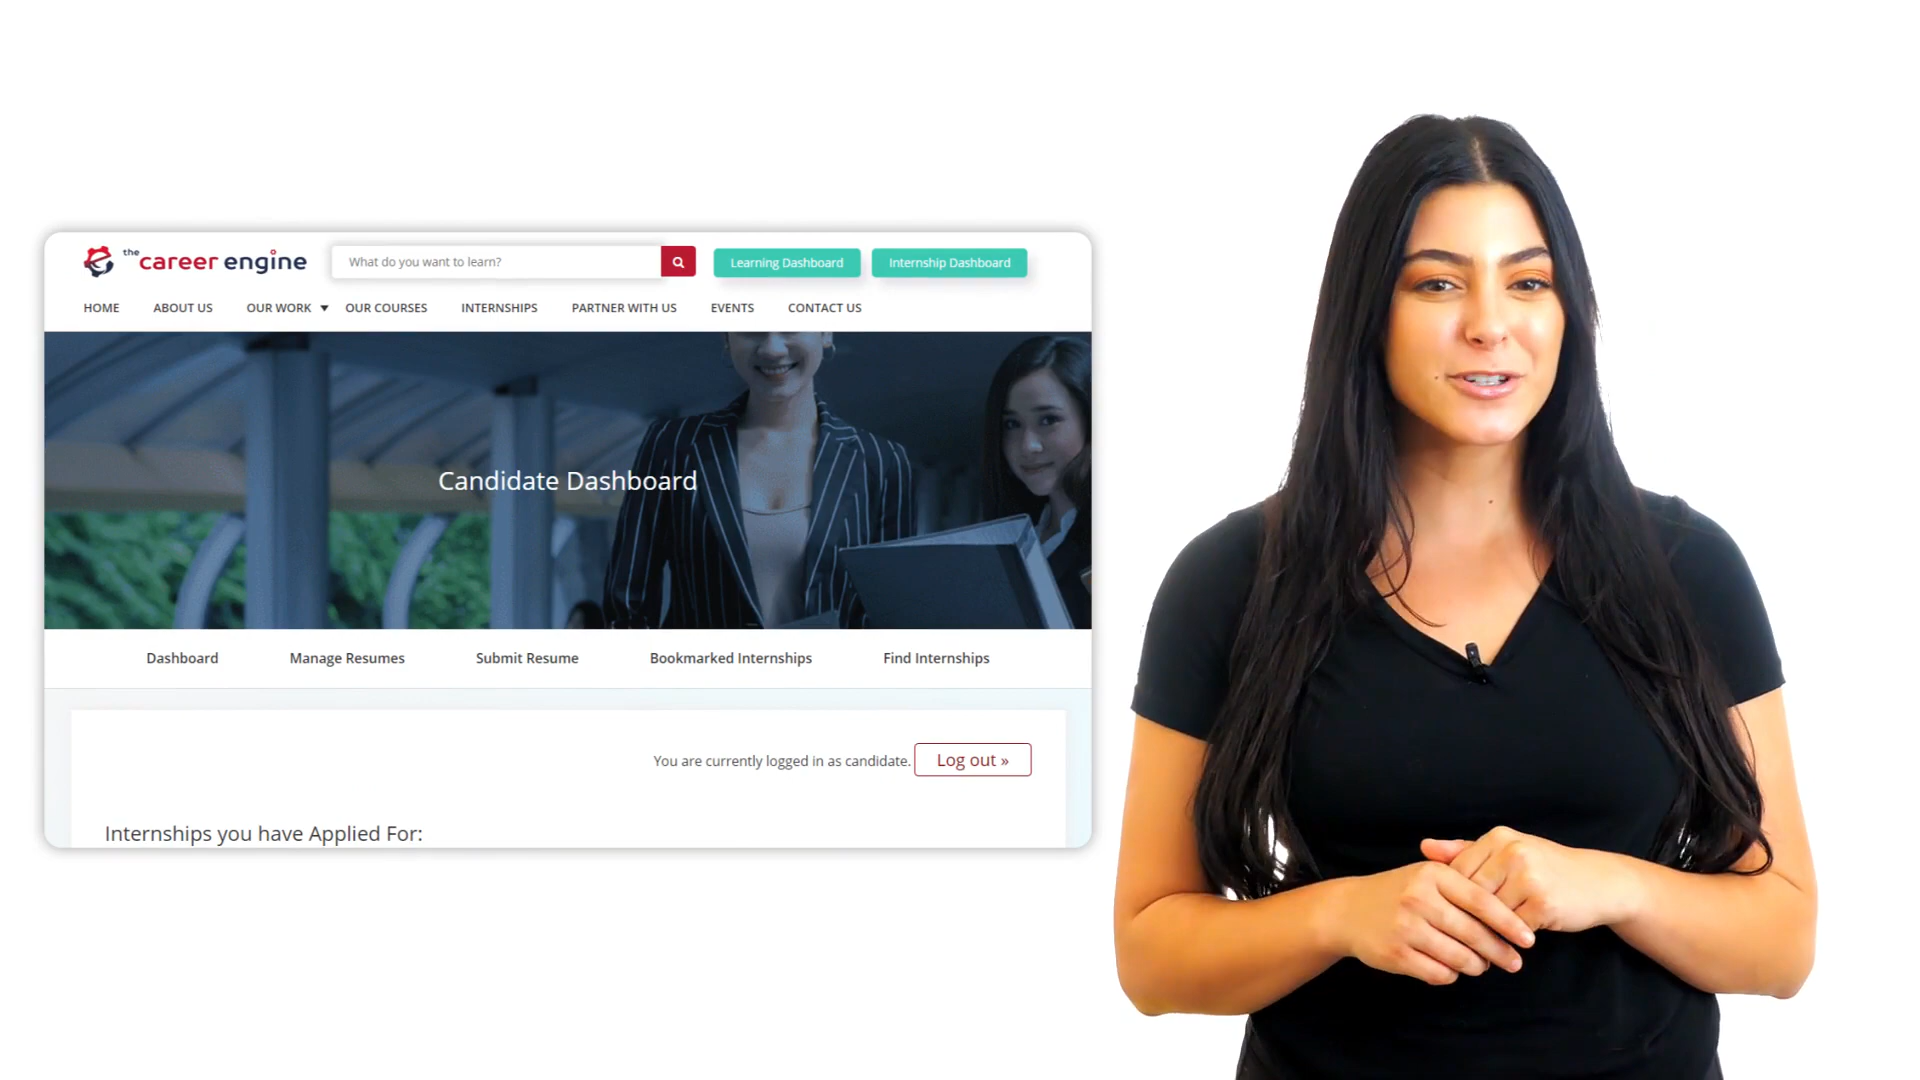 the career engine
What do you want to learn?
Learning Dashboard
Internship Dashboard
HOME ABOUT US OUR WORK OUR COURSES INTERNSHIPS PARTNER WITH US EVENTS CONTACT US
Candidate Dashboard
Dashboard Manage Resumes Submit Resume Bookmarked Internships Find Internships
You are currently logged in as candidate. Log out »
Internships you have Applied For: